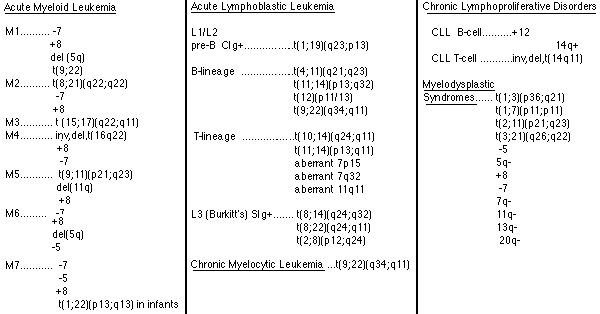 Acute Myeloid Leukemia
M1.......... -7
+8
del (5q)
t(9;22)
M2.......... t(8;21)(q22;q22)
-7
+8
M3.......... t (15;17)(q22;q11)
M4.......... inv,del,t(16q22)
+8
-7
M5........... t(9;11)(p21;q23)
del(11q)
+8
M6.......... -7
+8
del(5q)
-5
M7........... -7
-5
+8
t(1;22)(p13;q13) in infants
Acute Lymphoblastic Leukemia
L1/L2
pre-B CIg+................t(1;19)(q23;p13)
B-lineage ................ t(4;11)(q21;q23)
t(11;14)(p13;q32)
t(12)(p11/13)
t(9;22)(q34;q11)
T-lineage .................t(10;14)(q24;q11)
t(11;14)(p13;q11)
aberrant 7p15
aberrant 7q32
aberrant 11q11
L3 (Burkitt's) SIg+....... t(8;14)(q24;q32)
t(8;22)(q24;q11)
t(2;8)(p12;q24)
Chronic Myelocytic Leukemia ...t(9;22)(q34;q11)
Chronic Lymphoproliferative Disorders
CLL B-cell........+12
14q+
CLL T-cell ......inv,del,t(14q11)
Myelodysplastic
Syndromes...... t(1;3)(p36;q21)
t(1;7)(p11;p11)
t(2;11)(p21;q23)
t(3;21)(q26;q22)
-5
5q-
+8
-7
7q-
11q-
13q-
20q-